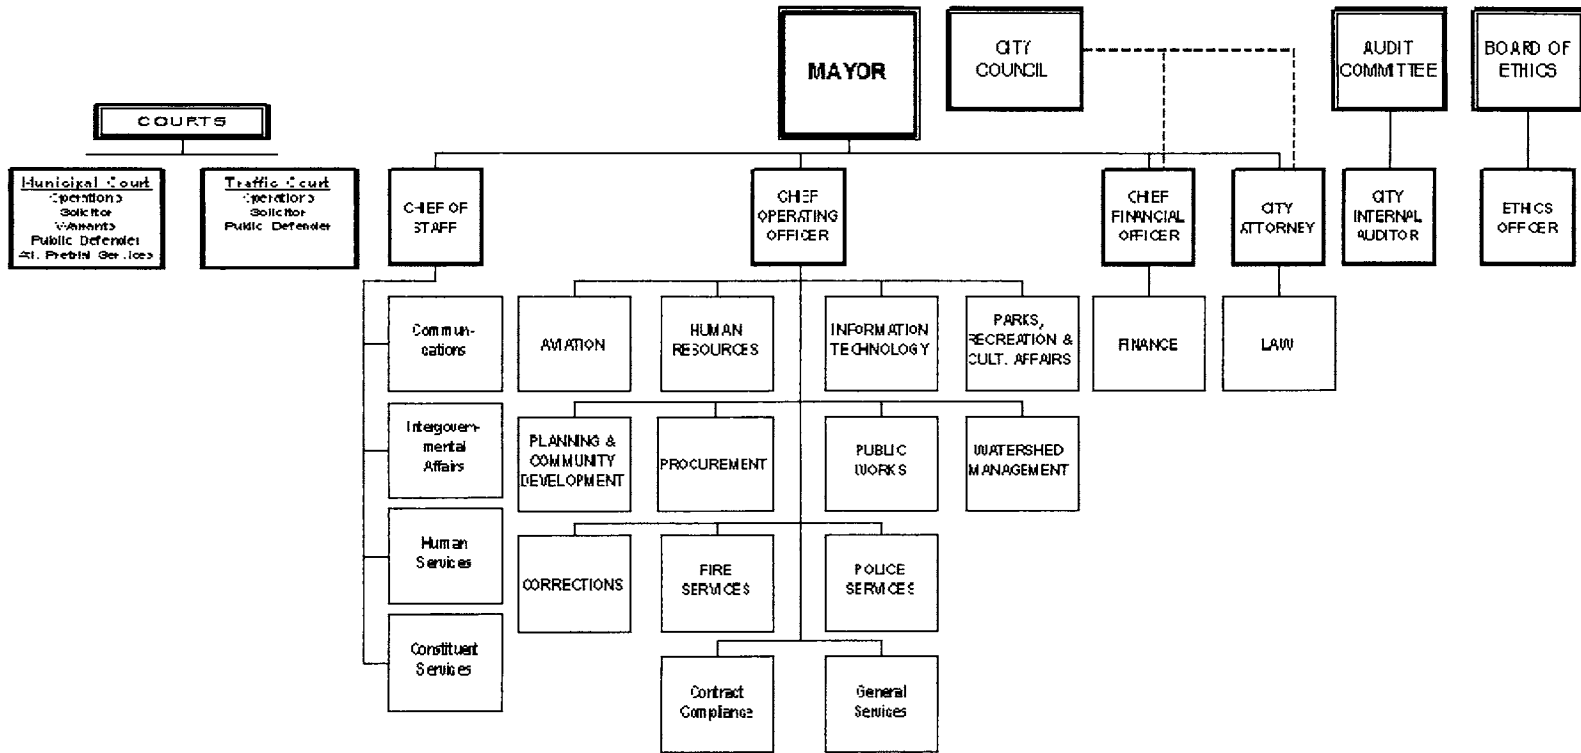 MAYOR
CITY
COUNCIL
AUDIT
COMMITTEE
BOARD OF
ETHICS
COURTS
Municipal Court
Operations
Solicitor
Warrants
Public Defender
Atl. Pretrial Services
Traffic Court
Operations
Solicitor
Public Defender
CHIEF OF
STAFF
CHIEF
OPERATING
OFFICER
CHIEF
FINANCIAL
OFFICER
CITY
ATTORNEY
CITY
INTERNAL
AUDITOR
ETHICS
OFFICER
Commun-
cations
AVIATION
HUMAN
RESOURCES
INFORMATION
TECHNOLOGY
PARKS,
RECREATION &
CULT. AFFAIRS
FINANCE
LAW
Intergovern-
mental
Affairs
PLANNING &
COMMUNITY
DEVELOPMENT
PROCUREMENT
PUBLIC
WORKS
WATERSHED
MANAGEMENT
Human
Services
CORRECTIONS
FIRE
SERVICES
POLICE
SERVICES
Constituent
Services
Contract
Compliance
General
Services